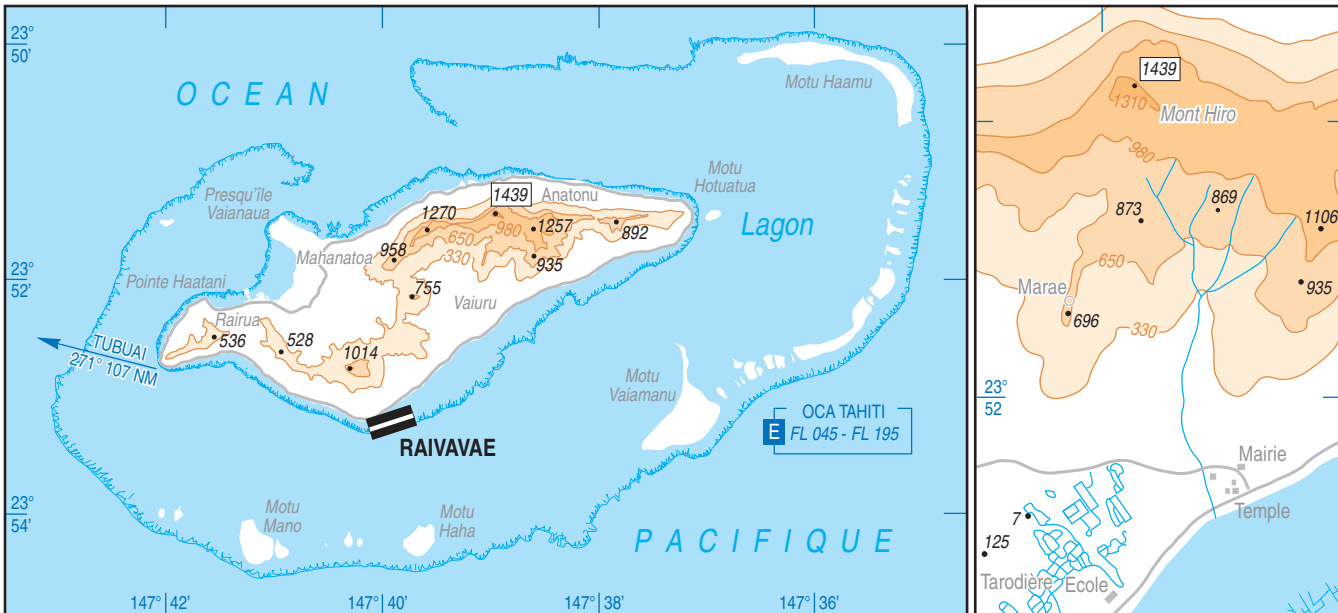 23°
50'
OCEAN
Motu Haamu
Presqu'île
Vaianaua
Motu
Hotuatua
1439
Anatonu
1270
980
1257
650
892
Lagon
Mahanatoa
958
330
935
Pointe Haatani
23°
52'
755
Vaiuru
Rairua
536
528
TUBUAI
271° 107 NM
1014
Motu
Vaiamanu
RAIVAVAE
OCA TAHITI
E FL 045 - FL 195
23°
54'
Motu
Mano
Motu
Haha
PACIFIQUE
147° 42'
147° 40'
147° 38'
147° 36'
1439
1310
Mont Hiro
980
873
869
1106
650
935
Marae
696
330
23°
52
Mairie
Temple
7
125
Tarodière
Ecole